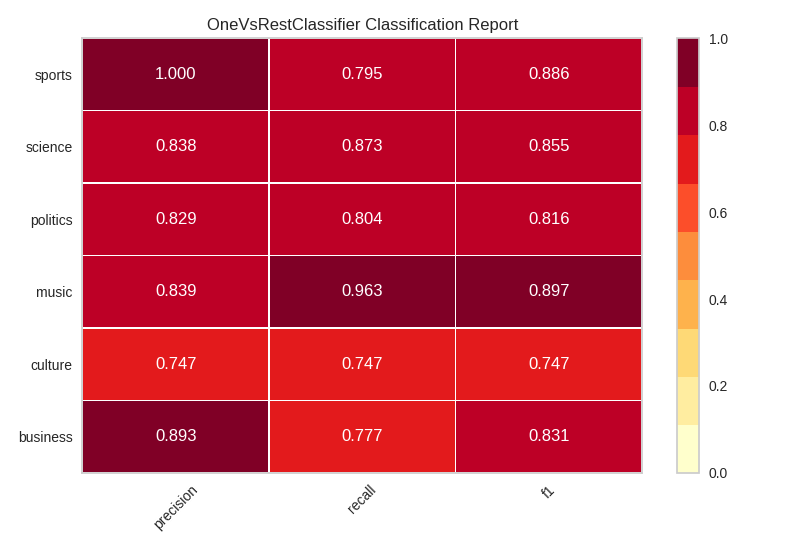 OneVsRestClassifier Classification Report
sports 1.000 0.795 0.886
science 0.838 0.873 0.855
politics 0.829 0.804 0.816
music 0.839 0.963 0.897
culture 0.747 0.747 0.747
business 0.893 0.777 0.831
precision recall f1
1.0
0.8
0.6
0.4
0.2
0.0